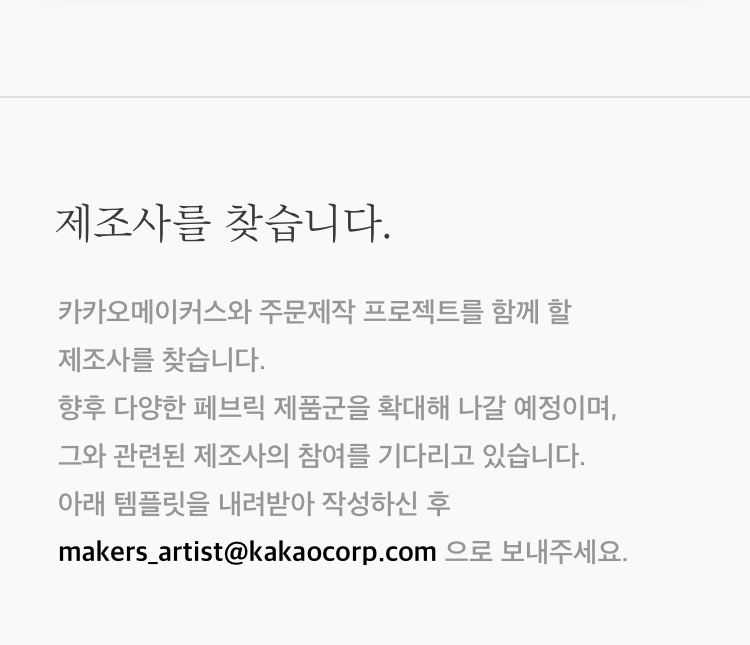 제조사를 찾습니다.
카카오메이커스와 주문제작 프로젝트를 함께 할
제조사를 찾습니다.
향후 다양한 페브릭 제품군을 확대해 나갈 예정이며,
그와 관련된 제조사의 참여를 기다리고 있습니다.
아래 템플릿을 내려받아 작성하신 후
makers_artist@kakaocorp.com 으로 보내주세요.